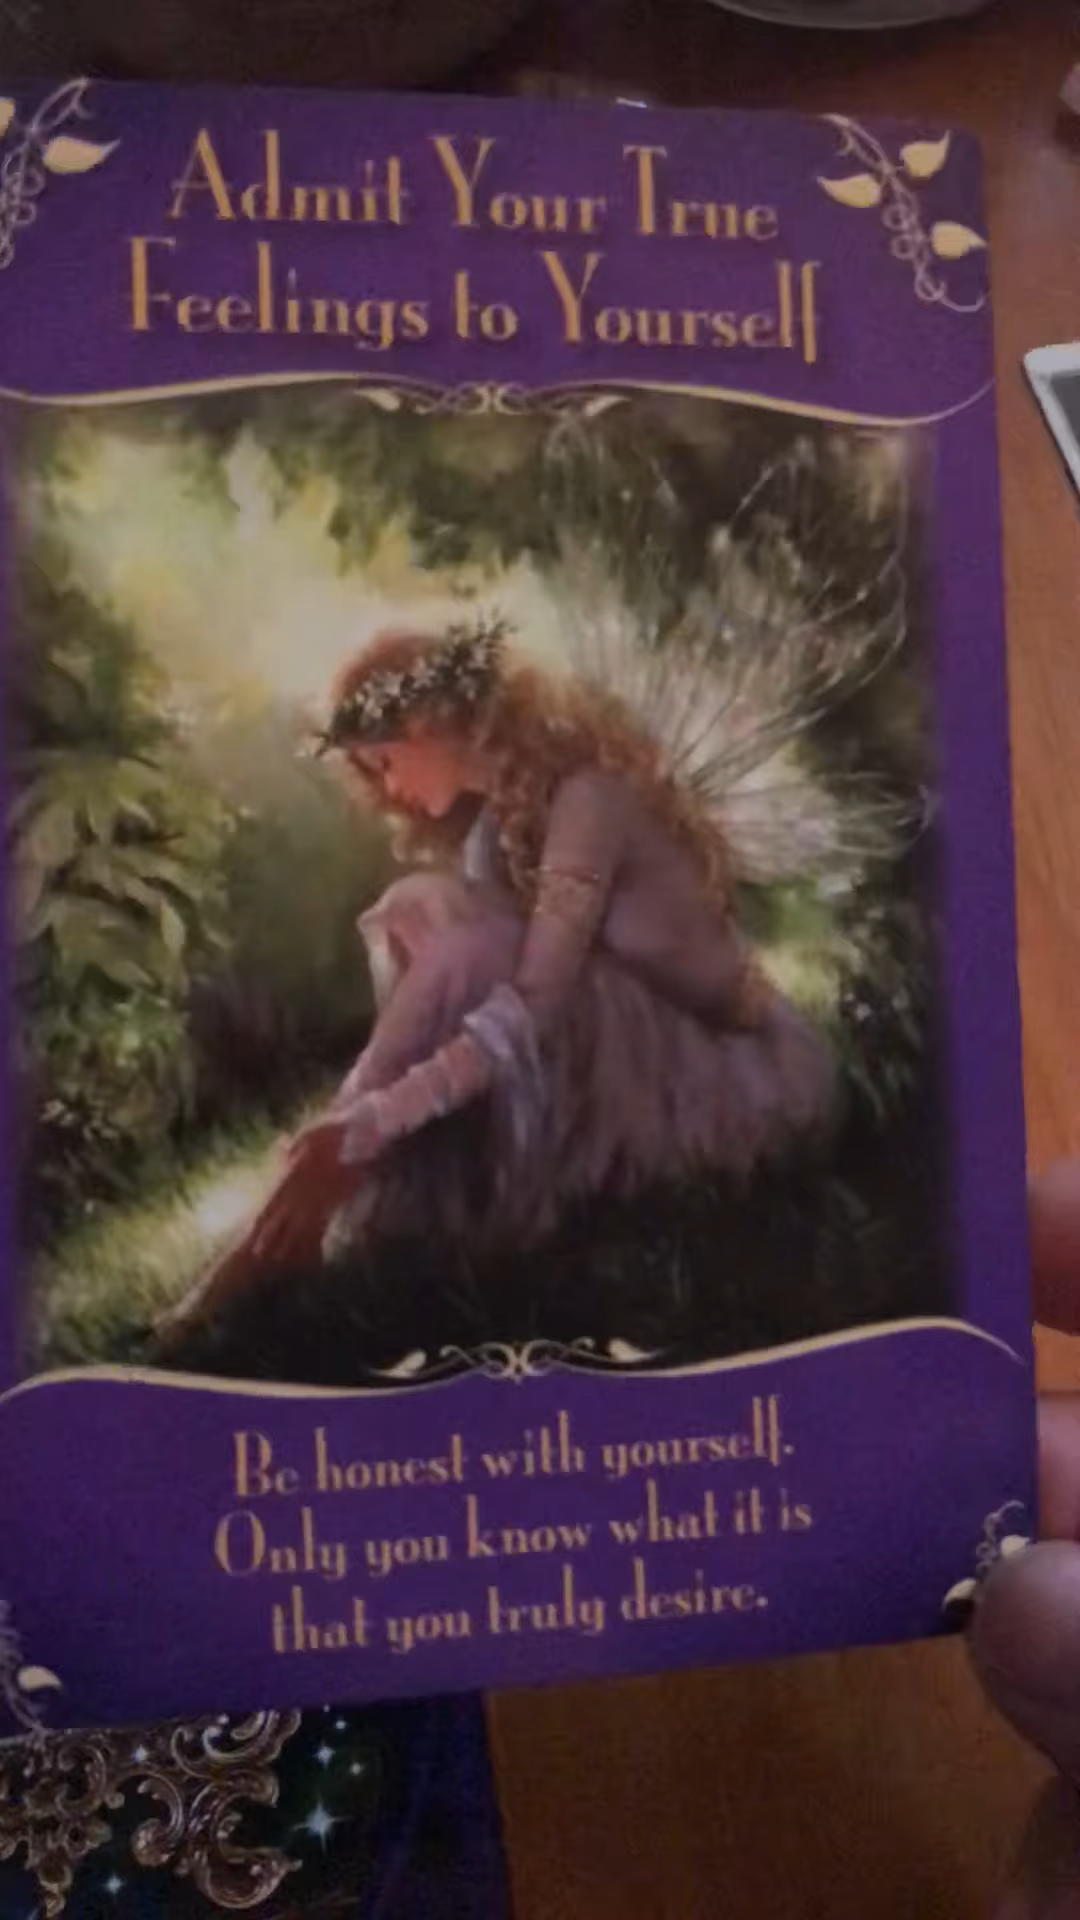 Admit Your True
Feelings to Yourself
Be honest with yourself.
Only you know what it is
that you truly desire.